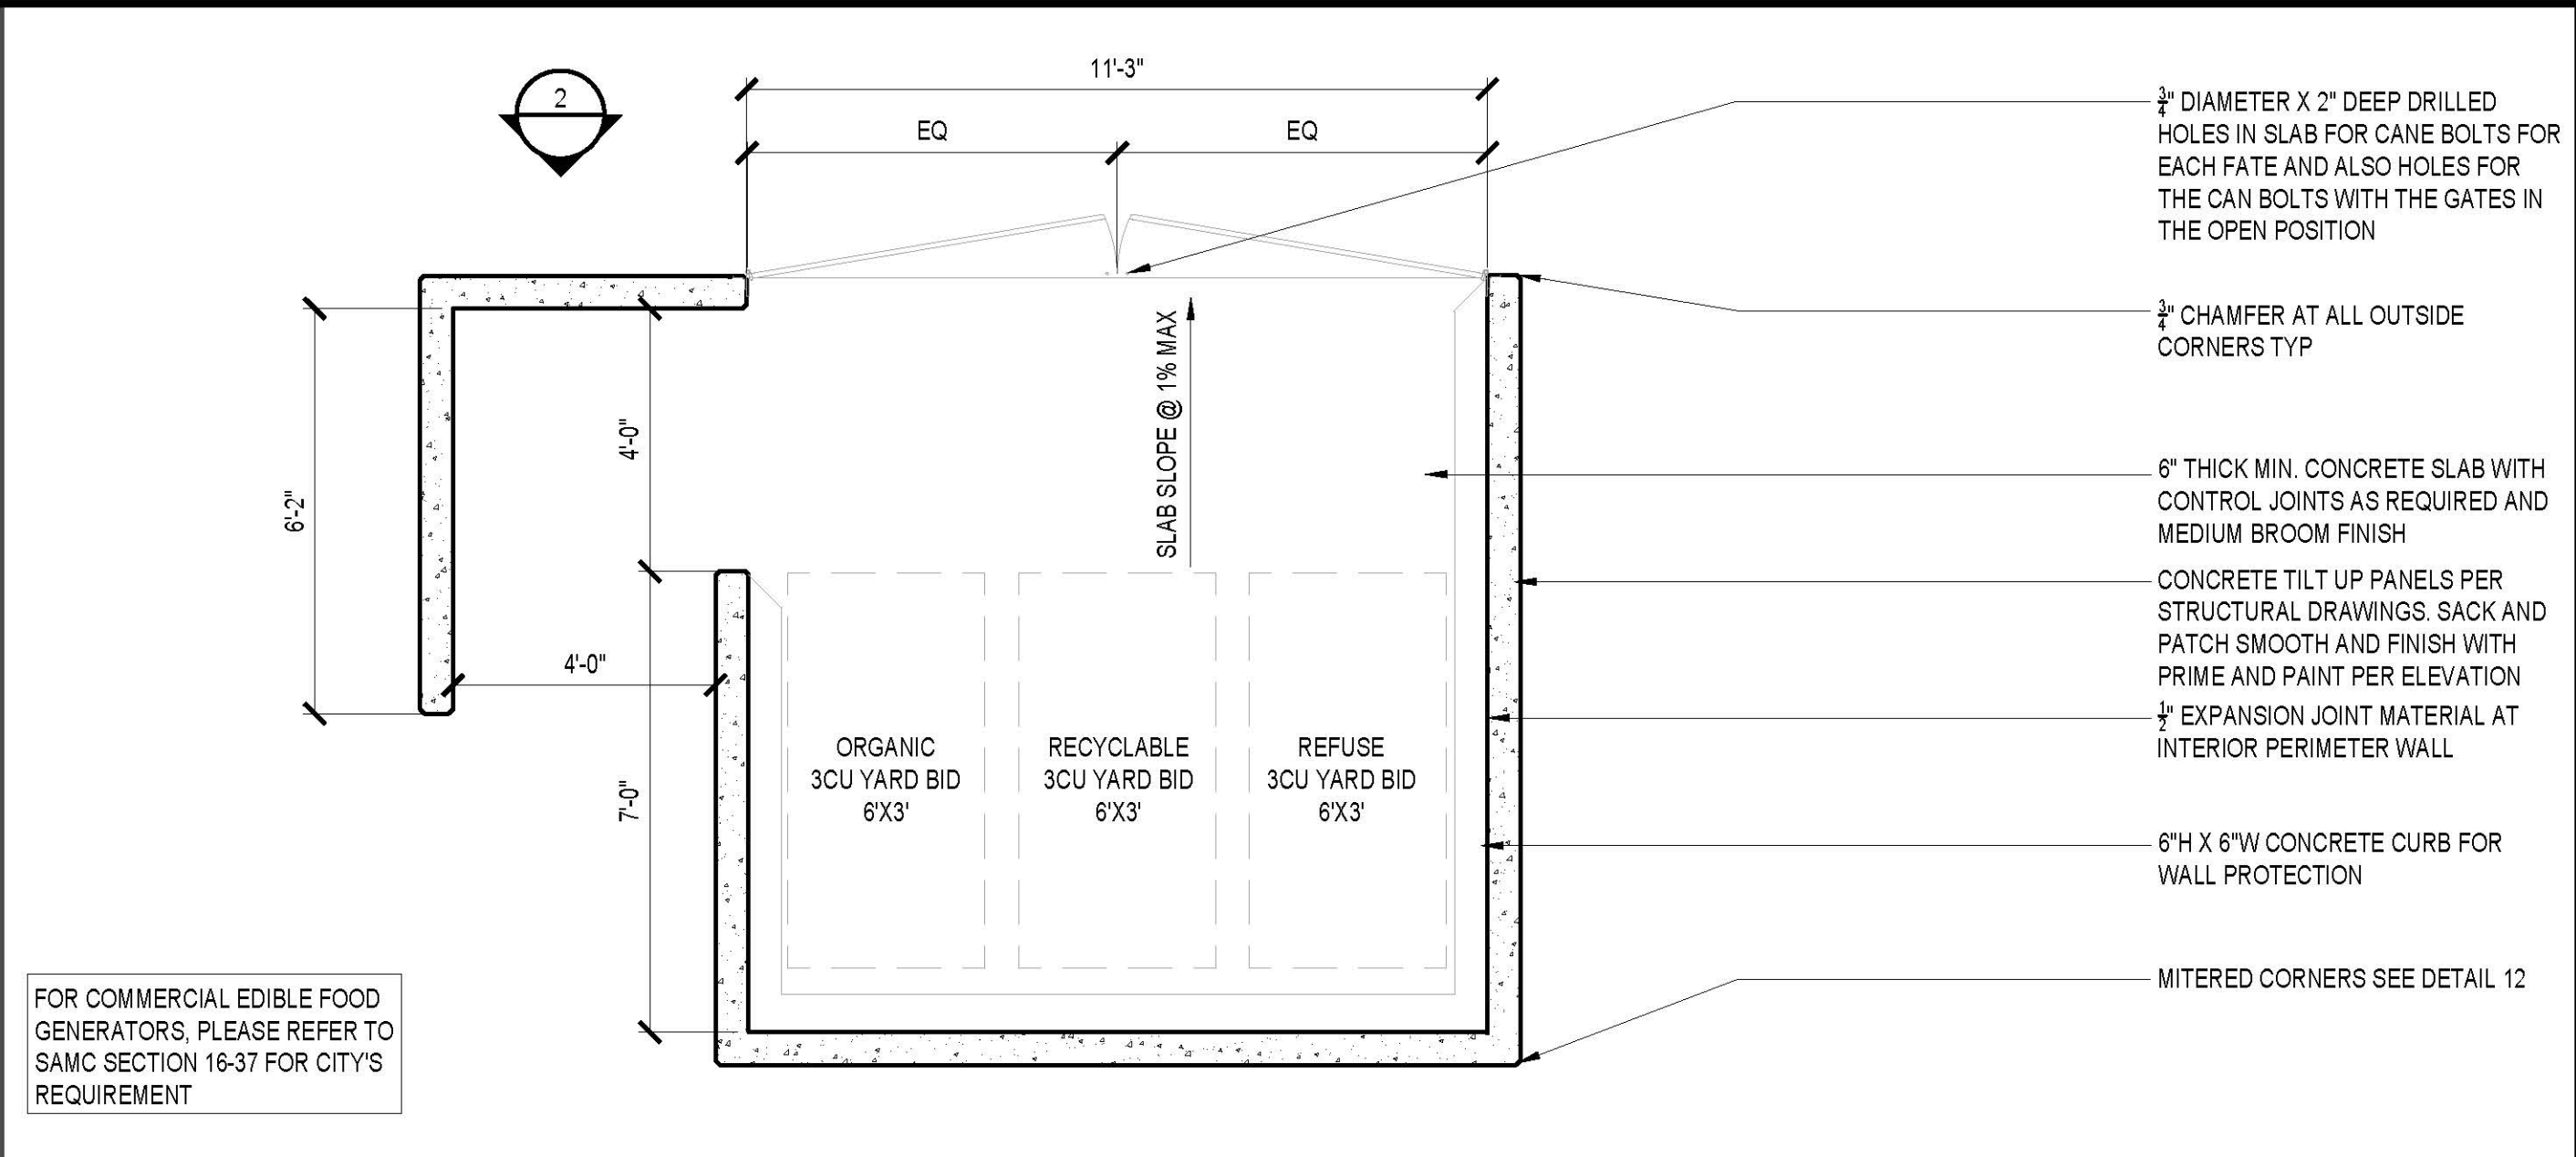 2
11'-3"
EQ
EQ
6'-2"
4'-0"
4'-0"
7'-0"
SLAB SLOPE @ 1% MAX
ORGANIC
3CU YARD BID
6'X3'
RECYCLABLE
3CU YARD BID
6'X3'
REFUSE
3CU YARD BID
6'X3'
3/4" DIAMETER X 2" DEEP DRILLED
HOLES IN SLAB FOR CANE BOLTS FOR
EACH FATE AND ALSO HOLES FOR
THE CAN BOLTS WITH THE GATES IN
THE OPEN POSITION
3/4" CHAMFER AT ALL OUTSIDE
CORNERS TYP
6" THICK MIN. CONCRETE SLAB WITH
CONTROL JOINTS AS REQUIRED AND
MEDIUM BROOM FINISH
CONCRETE TILT UP PANELS PER
STRUCTURAL DRAWINGS. SACK AND
PATCH SMOOTH AND FINISH WITH
PRIME AND PAINT PER ELEVATION
1/2" EXPANSION JOINT MATERIAL AT
INTERIOR PERIMETER WALL
6"H X 6"W CONCRETE CURB FOR
WALL PROTECTION
MITERED CORNERS SEE DETAIL 12
FOR COMMERCIAL EDIBLE FOOD
GENERATORS, PLEASE REFER TO
SAMC SECTION 16-37 FOR CITY'S
REQUIREMENT